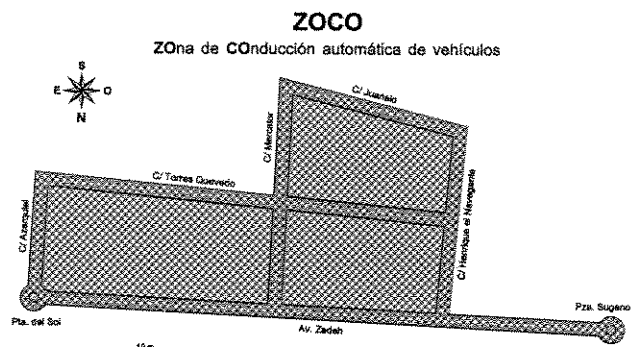 ZOCO
ZOna de COnducción automática de vehículos
S
E
O
N
C/ Juanelo
C/ Mercator
C/ Torres Quevedo
C/ Azarquiel
C/ Henrique el Navegante
Pza. Sugeno
Pta. del Sol
Av. Zadeh